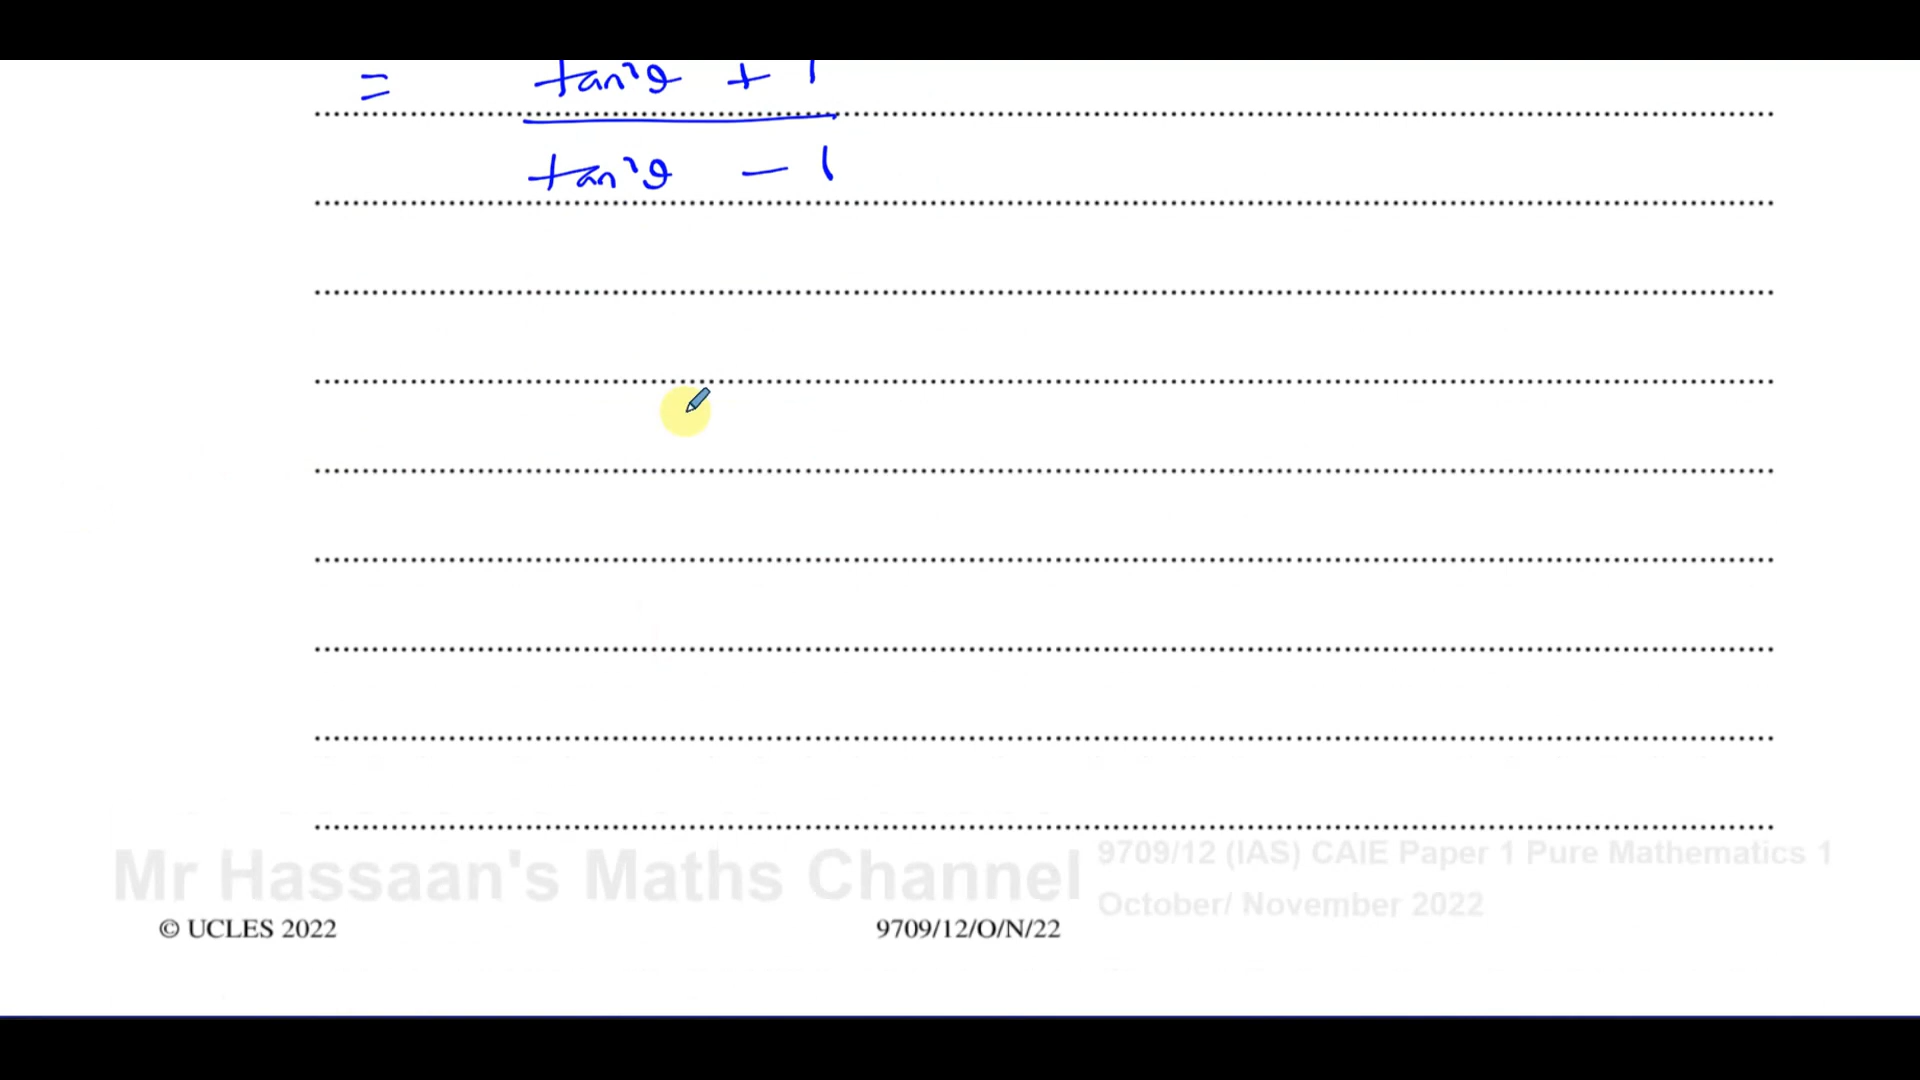 = tan²θ + 1
tan²θ - 1
Mr Hassaan's Maths Channel
9709/12 (IAS) CAIE Paper 1 Pure Mathematics 1
October/ November 2022
© UCLES 2022
9709/12/O/N/22